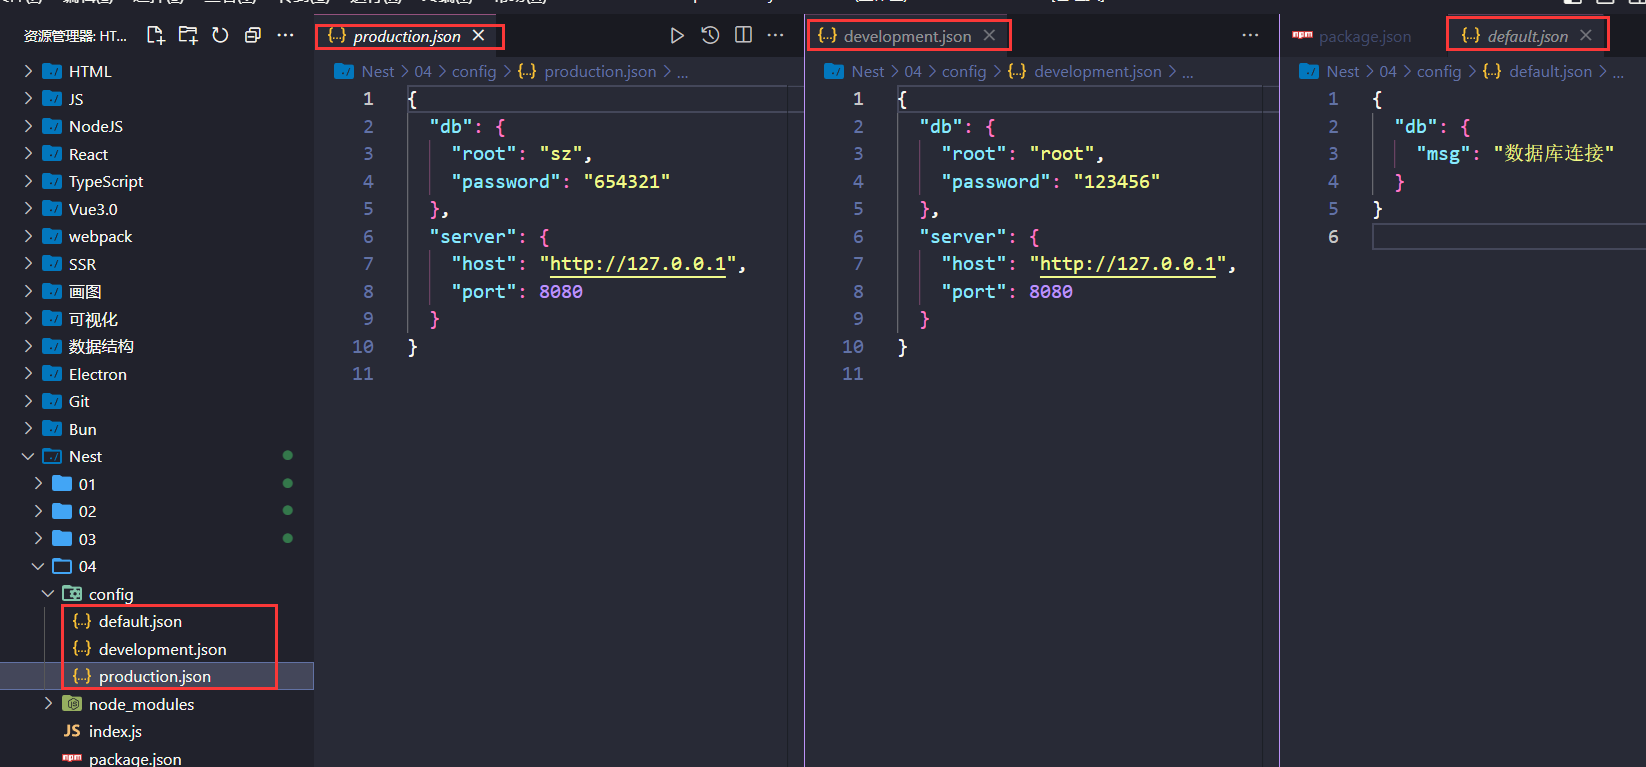 资源管理器: HT...
HTML
JS
NodeJS
React
TypeScript
Vue3.0
webpack
SSR
画图
可视化
数据结构
Electron
Git
Bun
Nest
01
02
03
04
config
default.json
development.json
production.json
node_modules
JS index.js
npm package.json
{..} production.json
Nest > 04 > config > {..} production.json > ...
1 {
2 "db": {
3 "root": "sz",
4 "password": "654321"
5 },
6 "server": {
7 "host": "http://127.0.0.1",
8 "port": 8080
9 }
10 }
11
{..} development.json
Nest > 04 > config > {..} development.json > ...
1 {
2 "db": {
3 "root": "root",
4 "password": "123456"
5 },
6 "server": {
7 "host": "http://127.0.0.1",
8 "port": 8080
9 }
10 }
11
npm package.json {..} default.json
Nest > 04 > config > {..} default.json > ...
1 {
2 "db": {
3 "msg": "数据库连接"
4 }
5 }
6